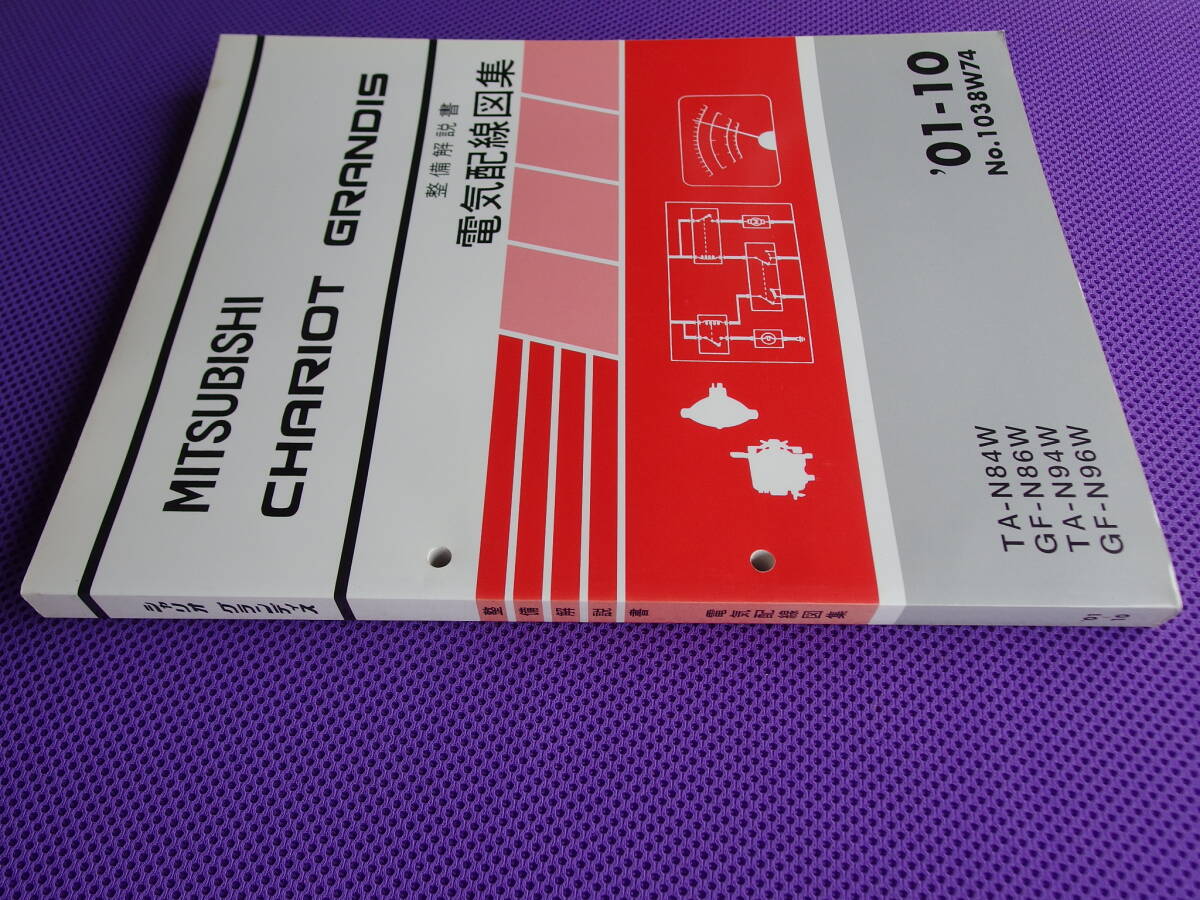 MITSUBISHI
CHARIOT GRANDIS
整備解説書
電気配線図集
'01-10
No.1038W74
TA-N84W
GF-N86W
TA-N94W
GF-N96W
シャリオ グランディス
整備解説書
電気配線図集
'01-10